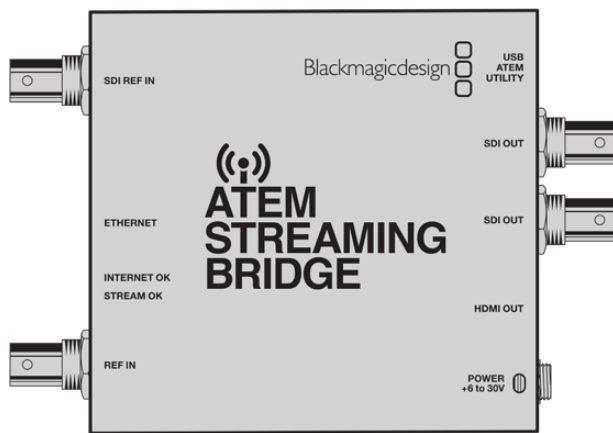 SDI REF IN
Blackmagicdesign
USB
ATEM
UTILITY
SDI OUT
ATEM
STREAMING
BRIDGE
ETHERNET
SDI OUT
INTERNET OK
STREAM OK
HDMI OUT
REF IN
POWER
+6 to 30V